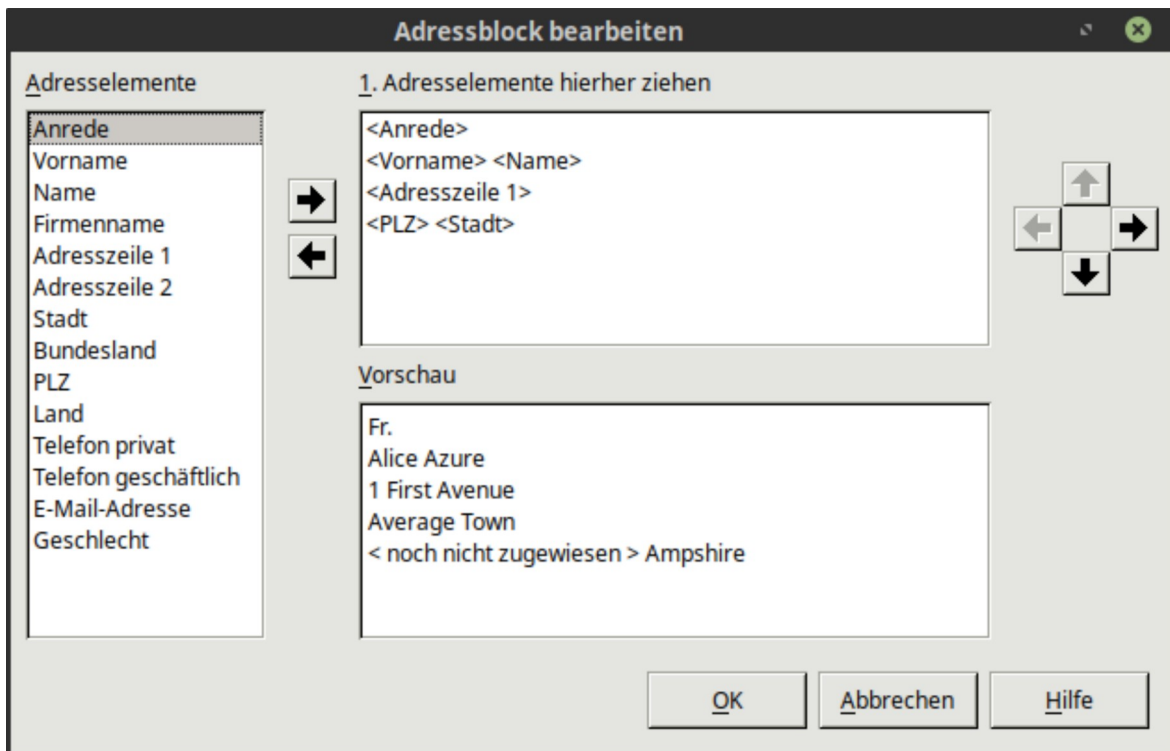 Adressblock bearbeiten
Adresselemente
Anrede
Vorname
Name
Firmenname
Adresszeile 1
Adresszeile 2
Stadt
Bundesland
PLZ
Land
Telefon privat
Telefon geschäftlich
E-Mail-Adresse
Geschlecht
1. Adresselemente hierher ziehen
<Anrede>
<Vorname> <Name>
<Adresszeile 1>
<PLZ> <Stadt>
Vorschau
Fr.
Alice Azure
1 First Avenue
Average Town
< noch nicht zugewiesen > Ampshire
OK
Abbrechen
Hilfe